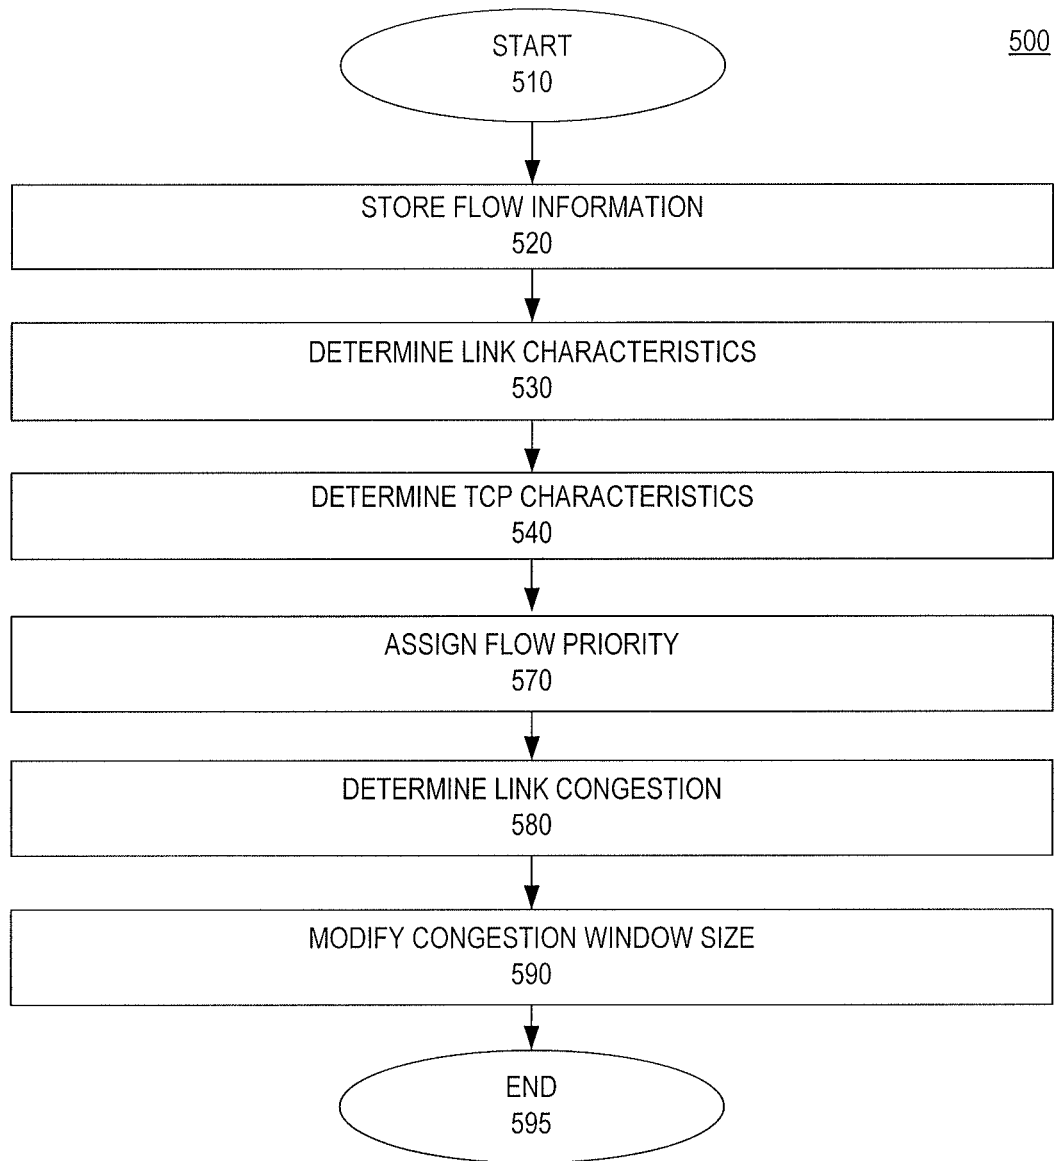 START
510
500
STORE FLOW INFORMATION
520
DETERMINE LINK CHARACTERISTICS
530
DETERMINE TCP CHARACTERISTICS
540
ASSIGN FLOW PRIORITY
570
DETERMINE LINK CONGESTION
580
MODIFY CONGESTION WINDOW SIZE
590
END
595